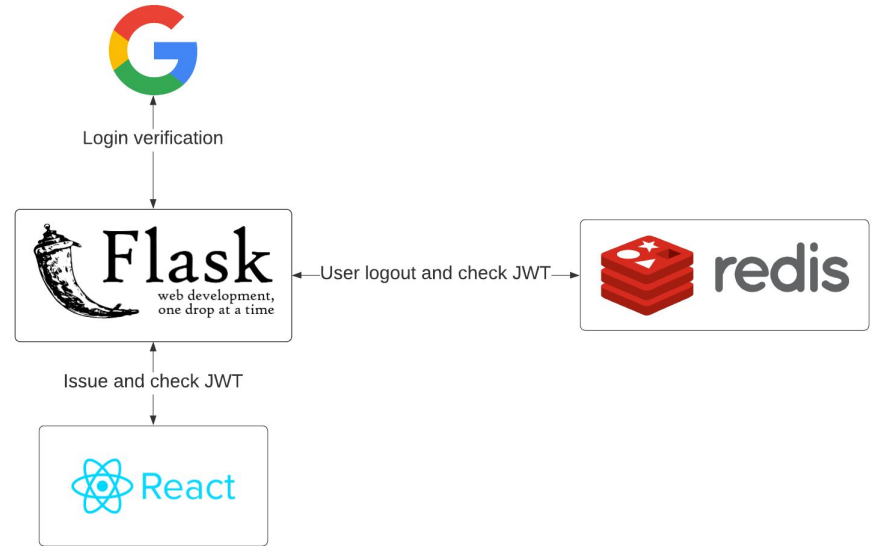 Login verification
Flask
web development,
one drop at a time
User logout and check JWT
redis
Issue and check JWT
React